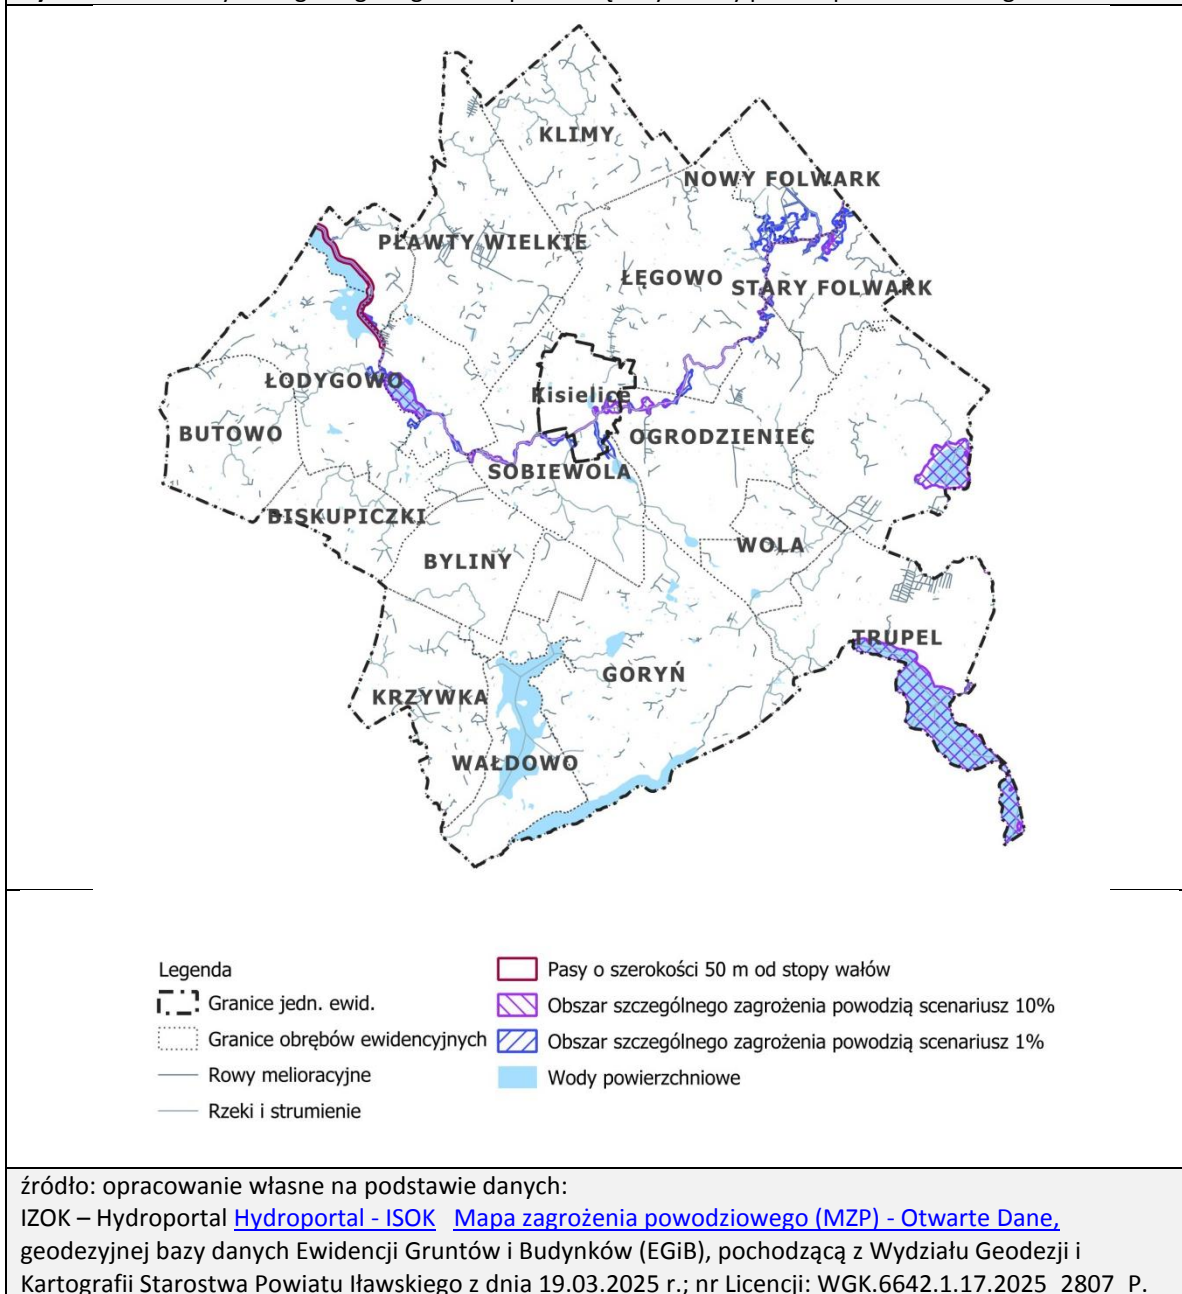 KLIMY
NOWY FOLWARK
PŁAWTY WIELKIE
ŁĘGOWO
STARY FOLWARK
ŁODYGOWO
Kisielice
BUTOWO
OGRODZIENIEC
SOBIEWOLA
BISKUPICZKI
WOLA
BYLINY
TRUPEL
GORYŃ
KRZYWKA
WAŁDOWO
Legenda
Granice jedn. ewid.
Granice obrębów ewidencyjnych
Rowy melioracyjne
Rzeki i strumienie
Pasy o szerokości 50 m od stopy wałów
Obszar szczególnego zagrożenia powodzią scenariusz 10%
Obszar szczególnego zagrożenia powodzią scenariusz 1%
Wody powierzchniowe
źródło: opracowanie własne na podstawie danych:
IZOK – Hydroportal Hydroportal - ISOK Mapa zagrożenia powodziowego (MZP) - Otwarte Dane,
geodezyjnej bazy danych Ewidencji Gruntów i Budynków (EGiB), pochodzącą z Wydziału Geodezji i
Kartografii Starostwa Powiatu Iławskiego z dnia 19.03.2025 r.; nr Licencji: WGK.6642.1.17.2025_2807_P.